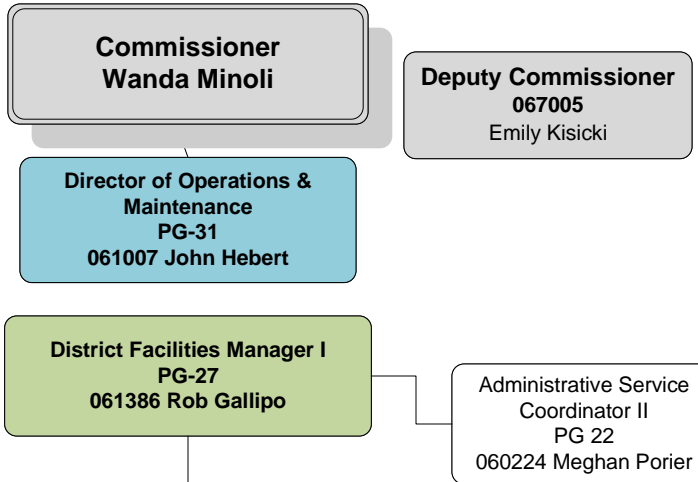 Commissioner
Wanda Minoli
Deputy Commissioner
067005
Emily Kisicki
Director of Operations &
Maintenance
PG-31
061007 John Hebert
District Facilities Manager I
PG-27
061386 Rob Gallipo
Administrative Service
Coordinator II
PG 22
060224 Meghan Porier